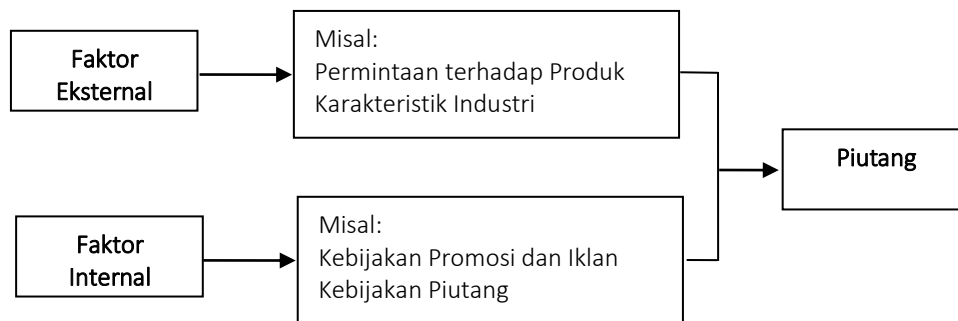 Faktor
Eksternal
Misal:
Permintaan terhadap Produk
Karakteristik Industri
Piutang
Faktor
Internal
Misal:
Kebijakan Promosi dan Iklan
Kebijakan Piutang